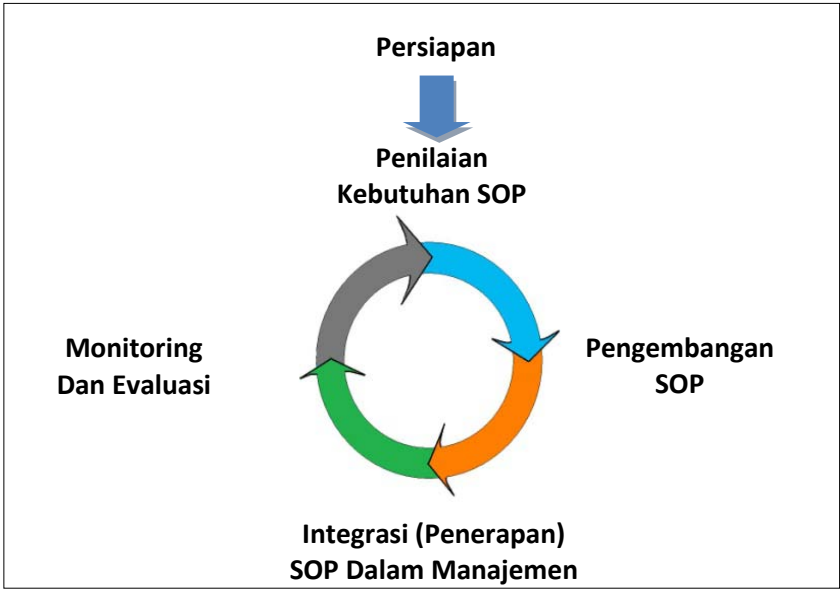 Persiapan
Penilaian
Kebutuhan SOP
Monitoring
Dan Evaluasi
Pengembangan
SOP
Integrasi (Penerapan)
SOP Dalam Manajemen